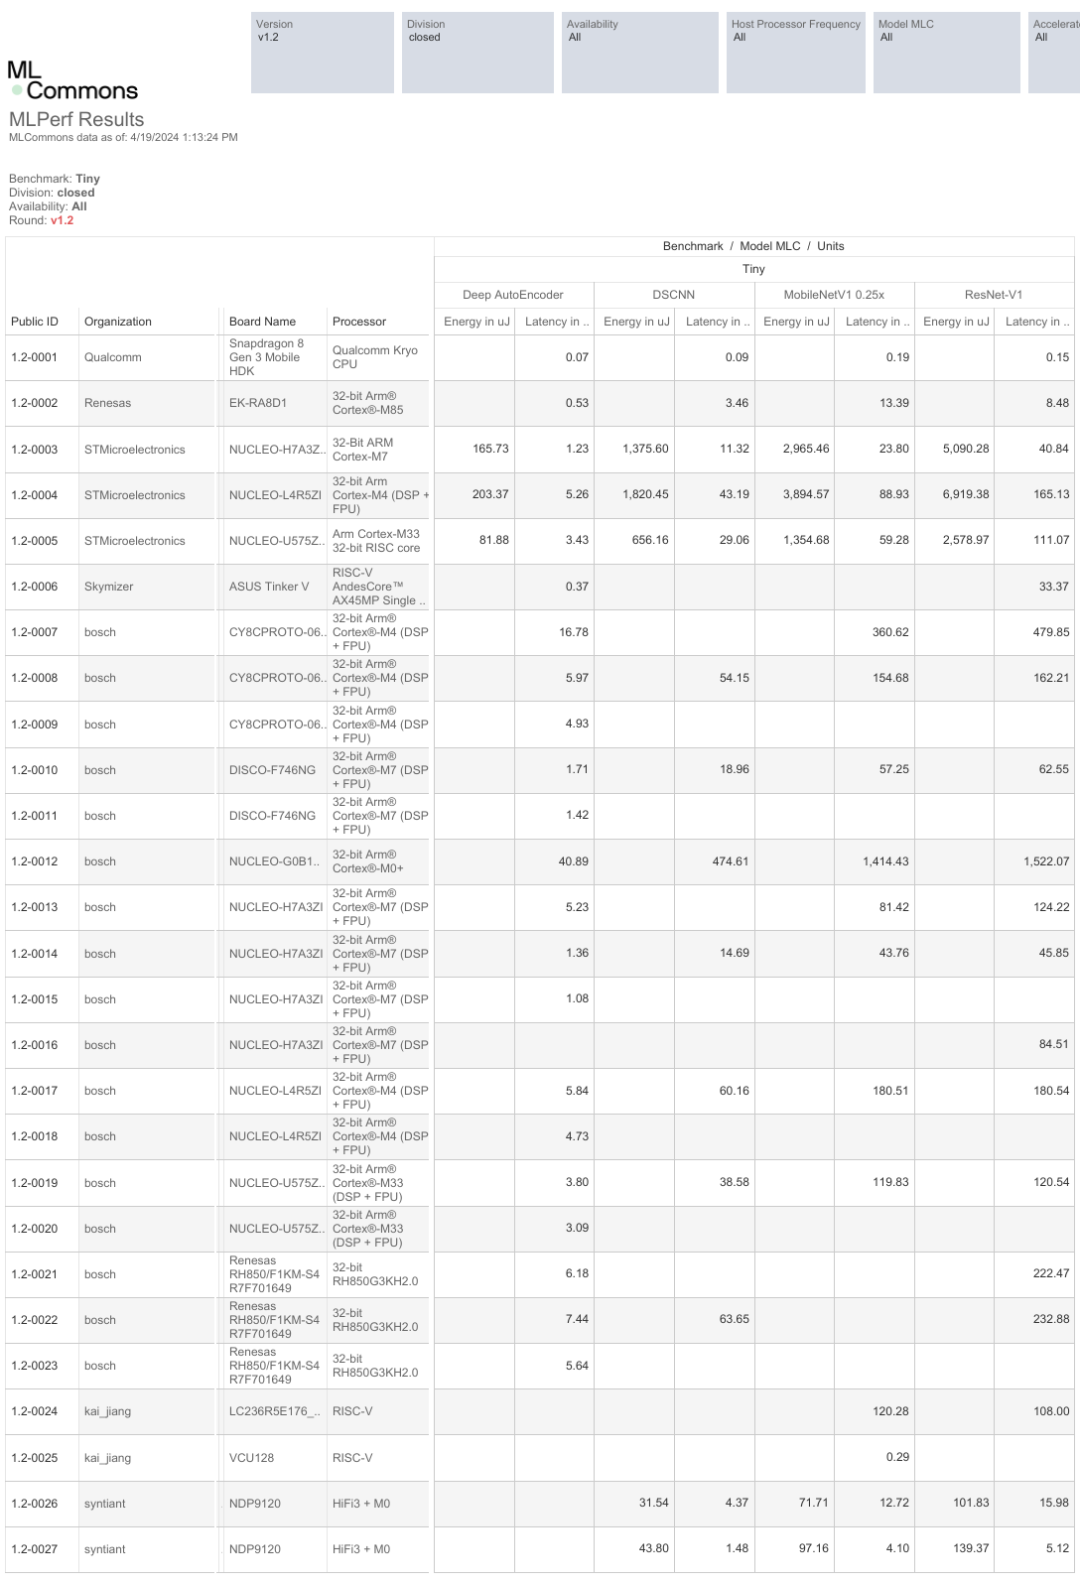 Version
v1.2
Division
closed
Availability
All
Host Processor Frequency
All
Model MLC
All
Accelerat
All
ML
Commons
MLPerf Results
MLCommons data as of: 4/19/2024 1:13:24 PM
Benchmark: Tiny
Division: closed
Availability: All
Round: v1.2
Benchmark / Model MLC / Units
Tiny
Deep AutoEncoder DSCNN MobileNetV1 0.25x ResNet-V1
Public ID Organization Board Name Processor Energy in uJ Latency in .. Energy in uJ Latency in .. Energy in uJ Latency in .. Energy in uJ Latency in ..
1.2-0001 Qualcomm Snapdragon 8 Gen 3 Mobile HDK Qualcomm Kryo CPU 0.07 0.09 0.19 0.15
1.2-0002 Renesas EK-RA8D1 32-bit Arm® Cortex®-M85 0.53 3.46 13.39 8.48
1.2-0003 STMicroelectronics NUCLEO-H7A3Z.. 32-Bit ARM Cortex-M7 165.73 1.23 1,375.60 11.32 2,965.46 23.80 5,090.28 40.84
1.2-0004 STMicroelectronics NUCLEO-L4R5ZI 32-bit Arm Cortex-M4 (DSP + FPU) 203.37 5.26 1,820.45 43.19 3,894.57 88.93 6,919.38 165.13
1.2-0005 STMicroelectronics NUCLEO-U575Z.. Arm Cortex-M33 32-bit RISC core 81.88 3.43 656.16 29.06 1,354.68 59.28 2,578.97 111.07
1.2-0006 Skymizer ASUS Tinker V RISC-V AndesCore™ AX45MP Single .. 0.37 33.37
1.2-0007 bosch CY8CPROTO-06.. 32-bit Arm® Cortex®-M4 (DSP + FPU) 16.78 360.62 479.85
1.2-0008 bosch CY8CPROTO-06.. 32-bit Arm® Cortex®-M4 (DSP + FPU) 5.97 54.15 154.68 162.21
1.2-0009 bosch CY8CPROTO-06.. 32-bit Arm® Cortex®-M4 (DSP + FPU) 4.93
1.2-0010 bosch DISCO-F746NG 32-bit Arm® Cortex®-M7 (DSP + FPU) 1.71 18.96 57.25 62.55
1.2-0011 bosch DISCO-F746NG 32-bit Arm® Cortex®-M7 (DSP + FPU) 1.42
1.2-0012 bosch NUCLEO-G0B1.. 32-bit Arm® Cortex®-M0+ 40.89 474.61 1,414.43 1,522.07
1.2-0013 bosch NUCLEO-H7A3ZI 32-bit Arm® Cortex®-M7 (DSP + FPU) 5.23 81.42 124.22
1.2-0014 bosch NUCLEO-H7A3ZI 32-bit Arm® Cortex®-M7 (DSP + FPU) 1.36 14.69 43.76 45.85
1.2-0015 bosch NUCLEO-H7A3ZI 32-bit Arm® Cortex®-M7 (DSP + FPU) 1.08
1.2-0016 bosch NUCLEO-H7A3ZI 32-bit Arm® Cortex®-M7 (DSP + FPU) 84.51
1.2-0017 bosch NUCLEO-L4R5ZI 32-bit Arm® Cortex®-M4 (DSP + FPU) 5.84 60.16 180.51 180.54
1.2-0018 bosch NUCLEO-L4R5ZI 32-bit Arm® Cortex®-M4 (DSP + FPU) 4.73
1.2-0019 bosch NUCLEO-U575Z.. 32-bit Arm® Cortex®-M33 (DSP + FPU) 3.80 38.58 119.83 120.54
1.2-0020 bosch NUCLEO-U575Z.. 32-bit Arm® Cortex®-M33 (DSP + FPU) 3.09
1.2-0021 bosch Renesas RH850/F1KM-S4 R7F701649 32-bit RH850G3KH2.0 6.18 222.47
1.2-0022 bosch Renesas RH850/F1KM-S4 R7F701649 32-bit RH850G3KH2.0 7.44 63.65 232.88
1.2-0023 bosch Renesas RH850/F1KM-S4 R7F701649 32-bit RH850G3KH2.0 5.64
1.2-0024 kai_jiang LC236R5E176_.. RISC-V 120.28 108.00
1.2-0025 kai_jiang VCU128 RISC-V 0.29
1.2-0026 syntiant NDP9120 HiFi3 + M0 31.54 4.37 71.71 12.72 101.83 15.98
1.2-0027 syntiant NDP9120 HiFi3 + M0 43.80 1.48 97.16 4.10 139.37 5.12